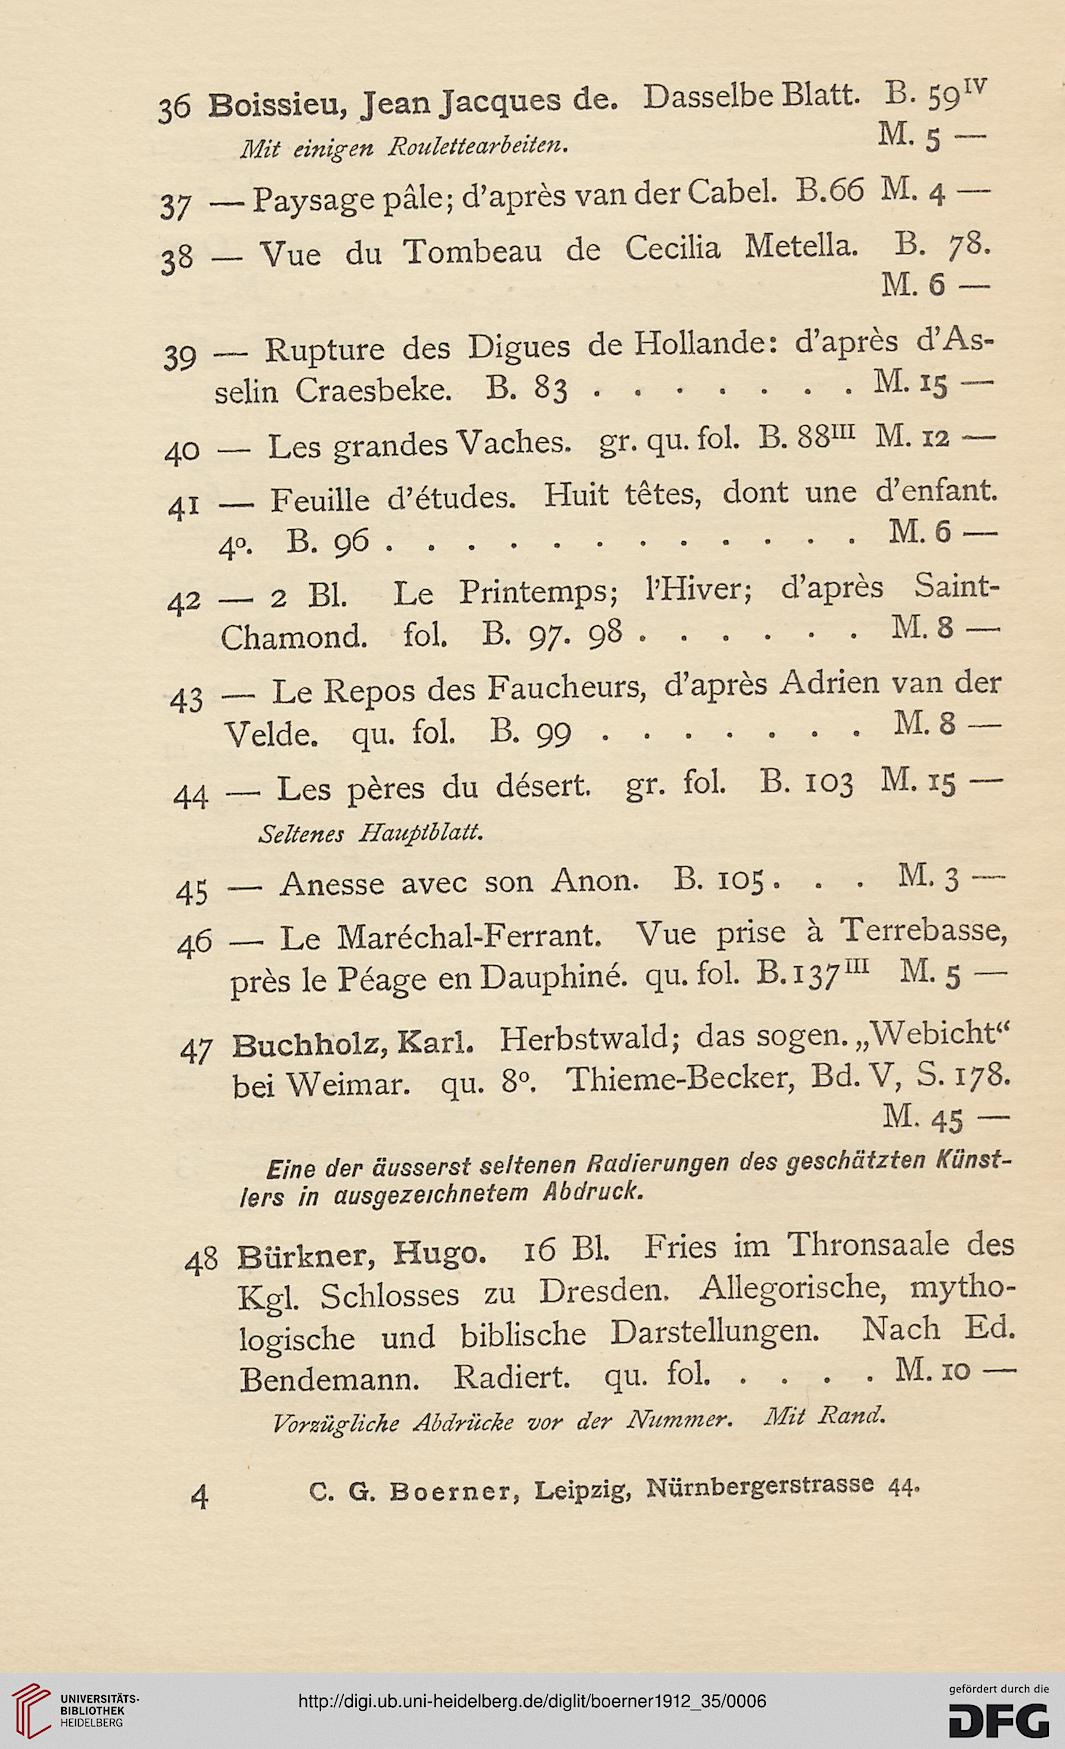 36 Boissieu, Jean Jacques de. Dasselbe Blatt. B. 59IV
Mit einigen Roulettearbeiten. M. 5 —
37 — Paysage pâle; d'après van der Cabel. B. 66 M. 4 —
38 — Vue du Tombeau de Cecilia Metella. B. 78.
M. 6 —
39 — Rupture des Digues de Hollande: d'après d'As-
selin Craesbeke. B. 83 . . . . . . . M. 15 —
40 — Les grandes Vaches. gr. qu. fol. B. 88III M. 12 —
41 — Feuille d'études. Huit têtes, dont une d'enfant.
4°. B. 96 . . . . . . . . . . . . M. 6 —
42 — 2 Bl. Le Printemps; l'Hiver; d'après Saint-
Chamond. fol. B. 97. 98 . . . . . . M. 8 —
43 — Le Repos des Faucheurs, d'après Adrien van der
Velde. qu. fol. B. 99 . . . . . . . M. 8 —
44 — Les pères du désert. gr. fol. B. 103 M. 15 —
Seltenes Hauptblatt.
45 — Anesse avec son Anon. B. 105 . . . M. 3 —
46 — Le Maréchal-Ferrant. Vue prise à Terrebasse,
près le Péage en Dauphiné. qu. fol. B. 137III M. 5 —
47 Buchholz, Karl. Herbstwald; das sogen. „Webicht“
bei Weimar. qu. 8°. Thieme-Becker, Bd. V, S. 178.
M. 45 —
Eine der äusserst seltenen Radierungen des geschätzten Künst-
lers in ausgezeichnetem Abdruck.
48 Bürkner, Hugo. 16 Bl. Fries im Thronsaale des
Kgl. Schlosses zu Dresden. Allegorische, mytho-
logische und biblische Darstellungen. Nach Ed.
Bendemann. Radiert. qu. fol. . . . . M. 10 —
Vorzügliche Abdrücke vor der Nummer. Mit Rand.
4 C. G. Boerner, Leipzig, Nürnbergerstrasse 44.
UNIVERSITÄTS-
BIBLIOTHEK
HEIDELBERG
http://digi.ub.uni-heidelberg.de/diglit/boerner1912_35/0006
gefördert durch die
DFG